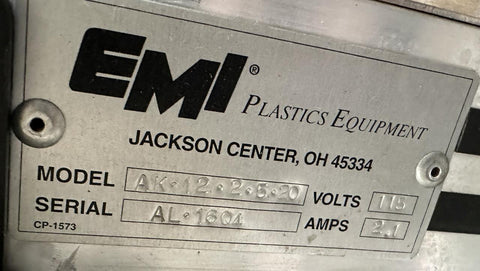 EMI® PLASTICS EQUIPMENT
JACKSON CENTER, OH 45334
MODEL AK•12•2•5•20 VOLTS 115
SERIAL AL•1604 AMPS 2.1
CP-1573